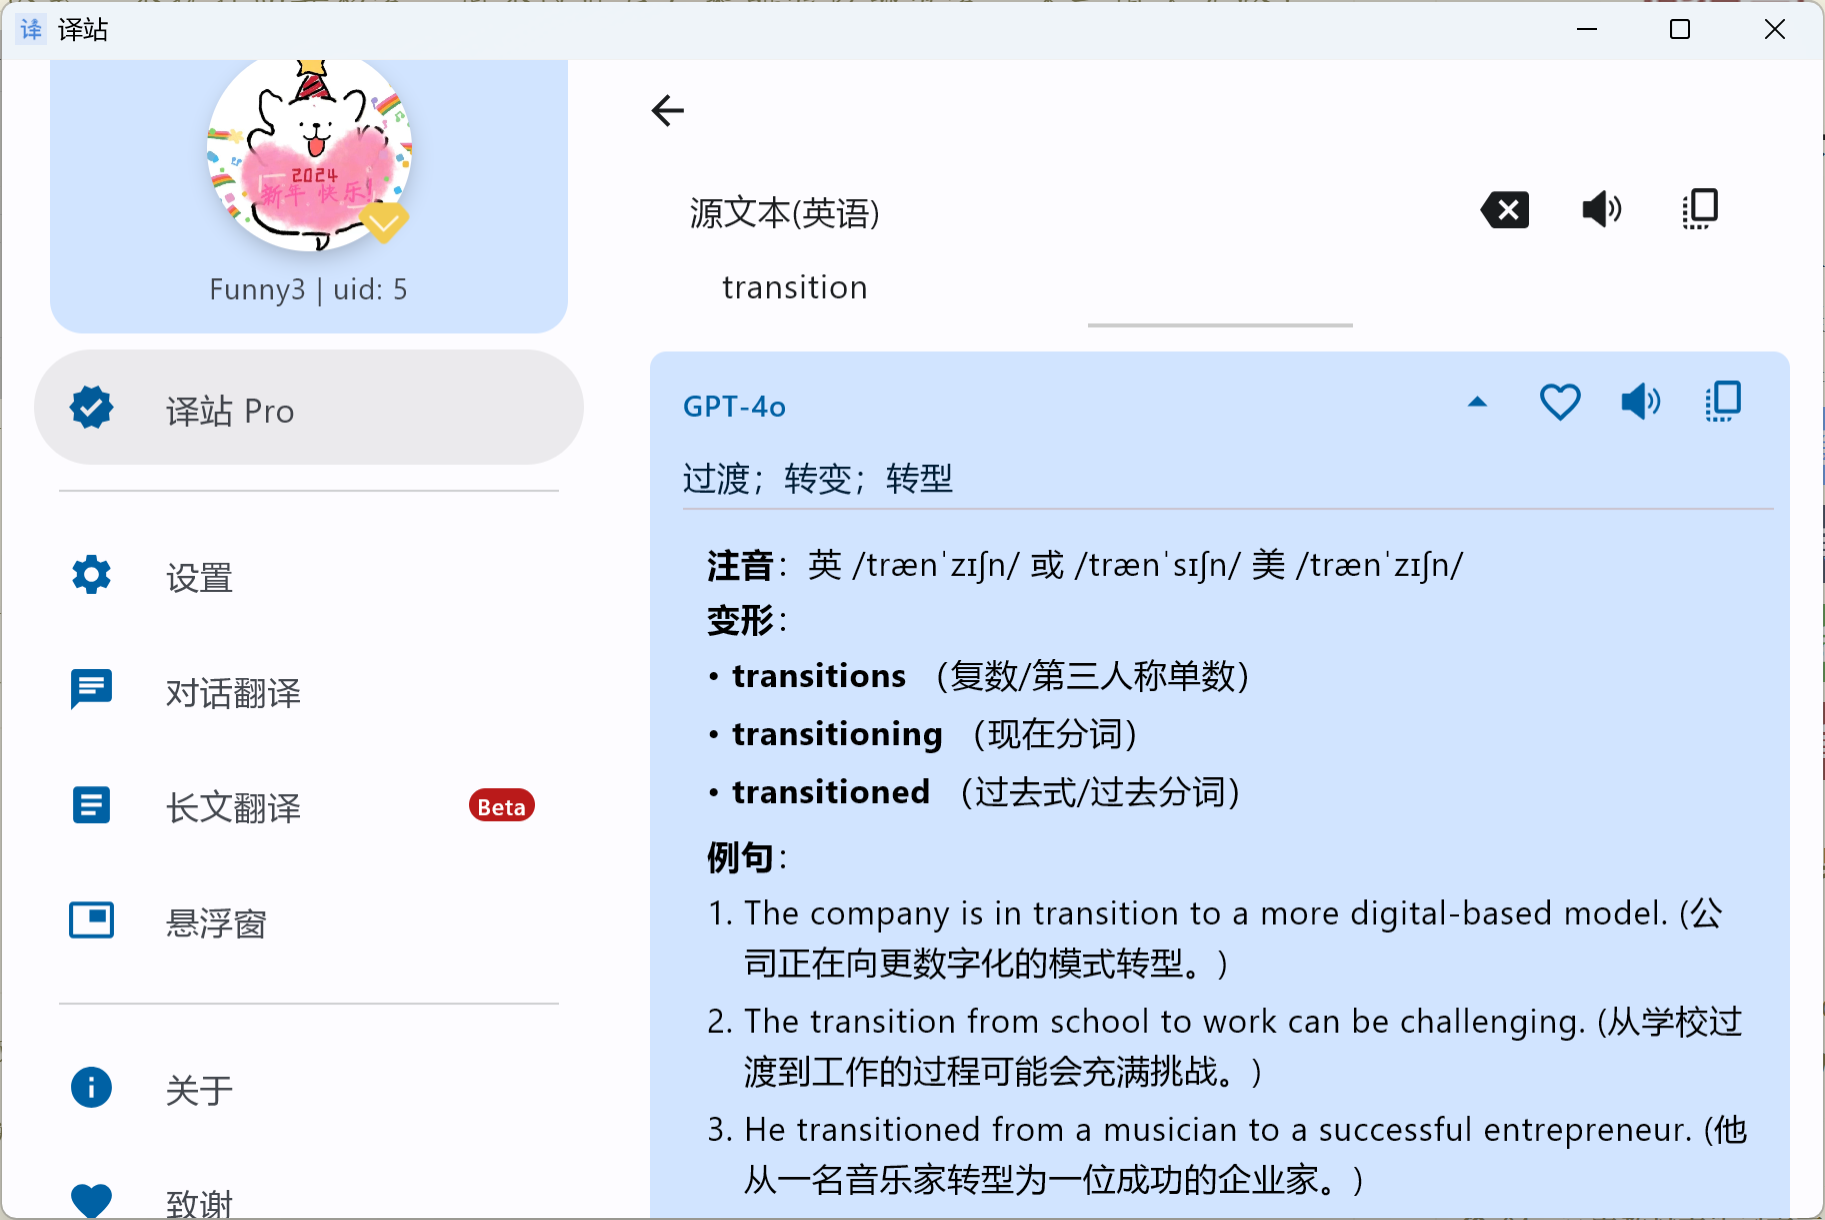 译站
2024
新年 快乐!
Funny3 | uid: 5
译站 Pro
设置
对话翻译
长文翻译 Beta
悬浮窗
关于
致谢
源文本(英语)
transition
GPT-4o
过渡；转变；转型
注音：英 /trænˈzɪʃn/ 或 /trænˈsɪʃn/ 美 /trænˈzɪʃn/
变形：
• transitions （复数/第三人称单数）
• transitioning （现在分词）
• transitioned （过去式/过去分词）
例句：
1. The company is in transition to a more digital-based model. (公
司正在向更数字化的模式转型。)
2. The transition from school to work can be challenging. (从学校过
渡到工作的过程可能会充满挑战。)
3. He transitioned from a musician to a successful entrepreneur. (他
从一名音乐家转型为一位成功的企业家。)